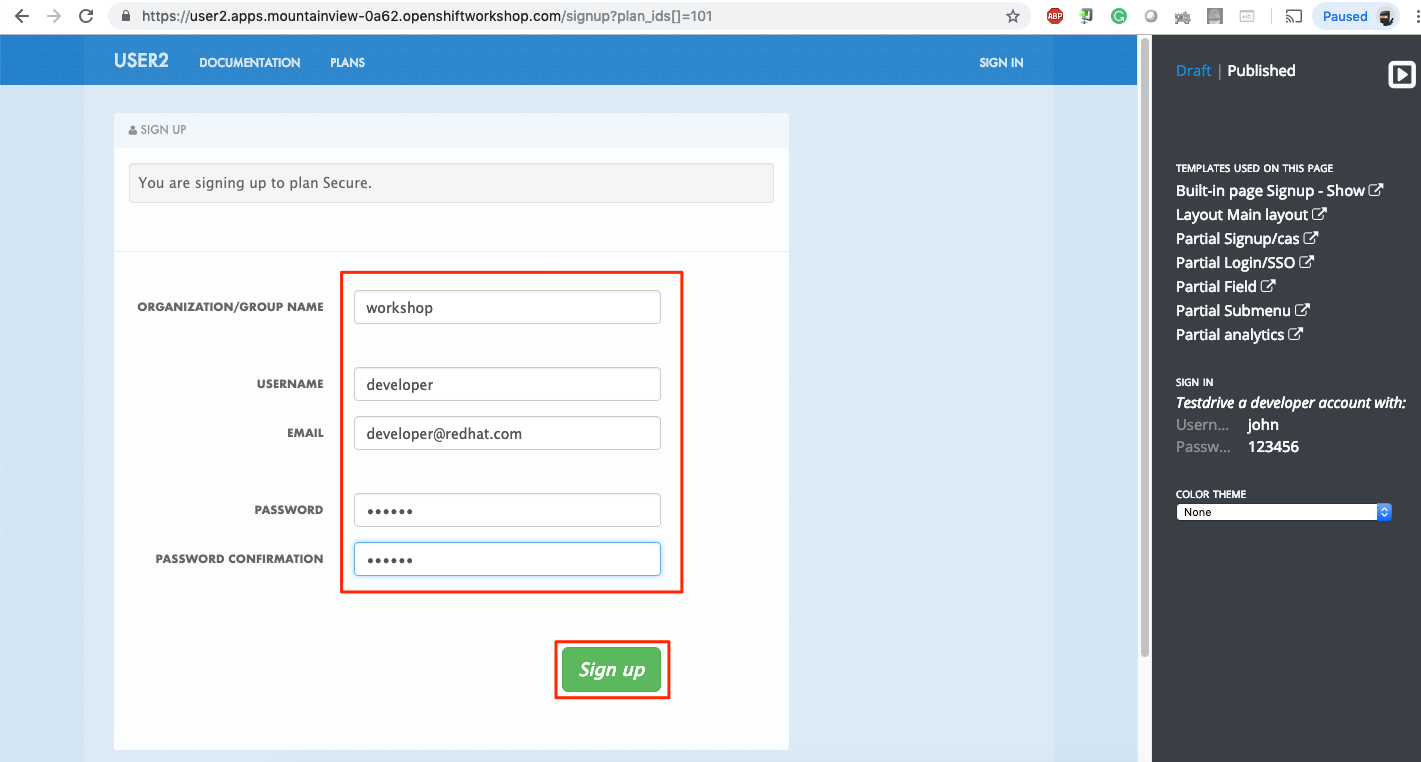 https://user2.apps.mountainview-0a62.openshiftworkshop.com/signup?plan_ids[]=101
ABP
Paused
USER2
DOCUMENTATION
PLANS
SIGN IN
Draft | Published
SIGN UP
You are signing up to plan Secure.
ORGANIZATION/GROUP NAME
workshop
USERNAME
developer
EMAIL
developer@redhat.com
PASSWORD
••••••
PASSWORD CONFIRMATION
••••••
Sign up
TEMPLATES USED ON THIS PAGE
Built-in page Signup - Show
Layout Main layout
Partial Signup/cas
Partial Login/SSO
Partial Field
Partial Submenu
Partial analytics
SIGN IN
Testdrive a developer account with:
Usern... john
Passw... 123456
COLOR THEME
None